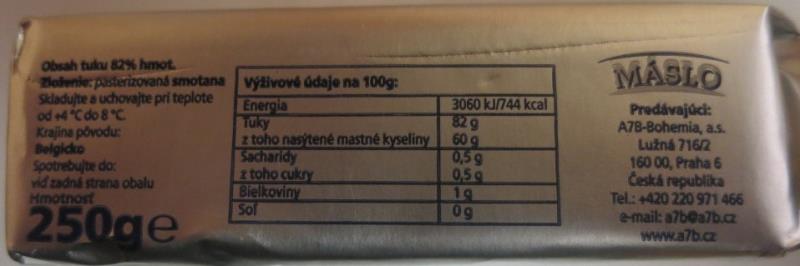 Obsah tuku 82% hmot.
Zloženie: pasterizovaná smotana
Skladujte a uchovajte pri teplote
od +4 °C do 8 °C.
Krajina pôvodu:
Belgicko
Spotrebujte do:
viď zadná strana obalu
Hmotnosť
250g e
Výživové údaje na 100g:
Energia 3060 kJ/744 kcal
Tuky 82 g
z toho nasýtené mastné kyseliny 60 g
Sacharidy 0,5 g
z toho cukry 0,5 g
Bielkoviny 1 g
Soľ 0 g
MÁSLO
Predávajúci:
A7B-Bohemia, a.s.
Lužná 716/2
160 00, Praha 6
Česká republika
Tel.: +420 220 971 466
e-mail: a7b@a7b.cz
www.a7b.cz